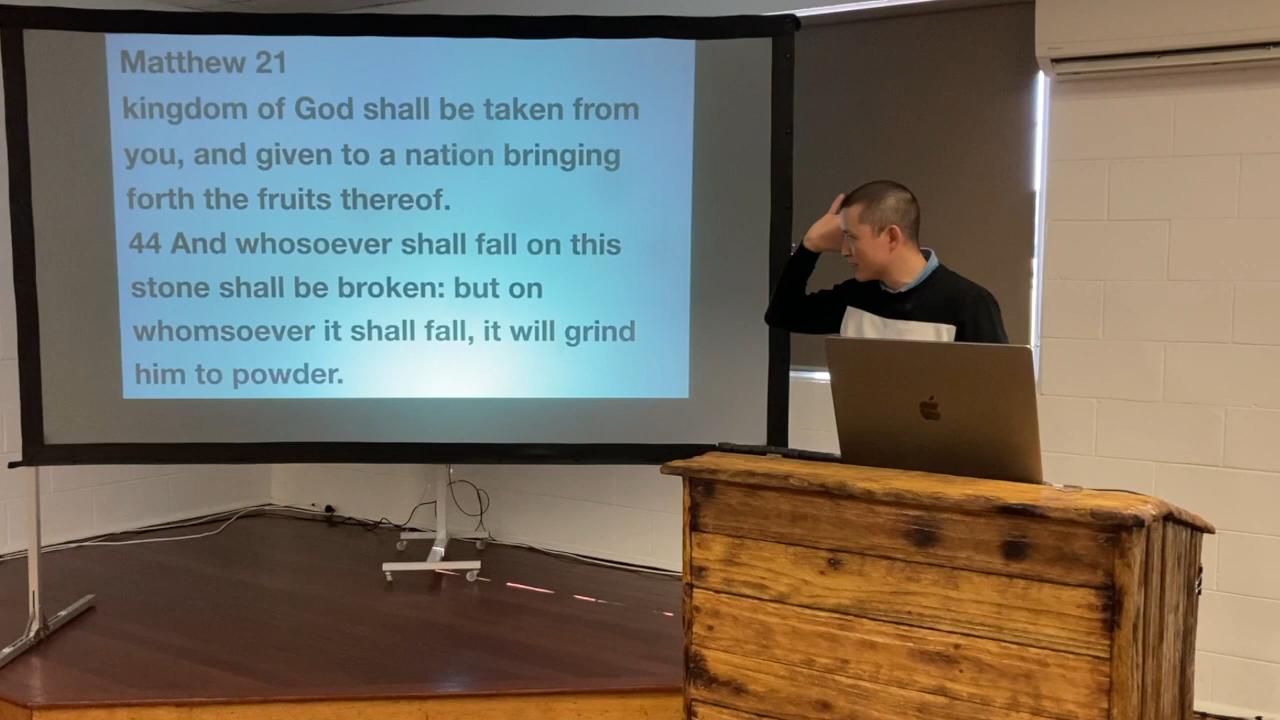 Matthew 21
kingdom of God shall be taken from
you, and given to a nation bringing
forth the fruits thereof.
44 And whosoever shall fall on this
stone shall be broken: but on
whomsoever it shall fall, it will grind
him to powder.